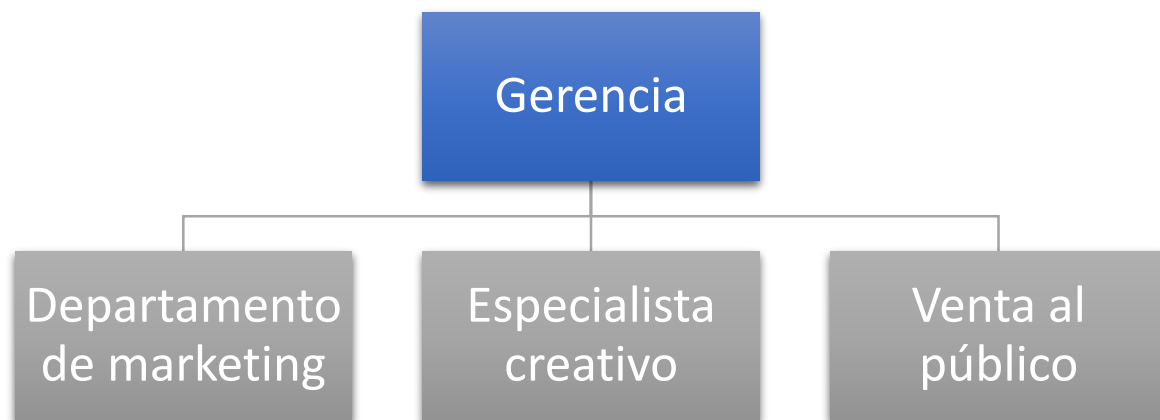 Gerencia
Departamento
de marketing
Especialista
creativo
Venta al
público